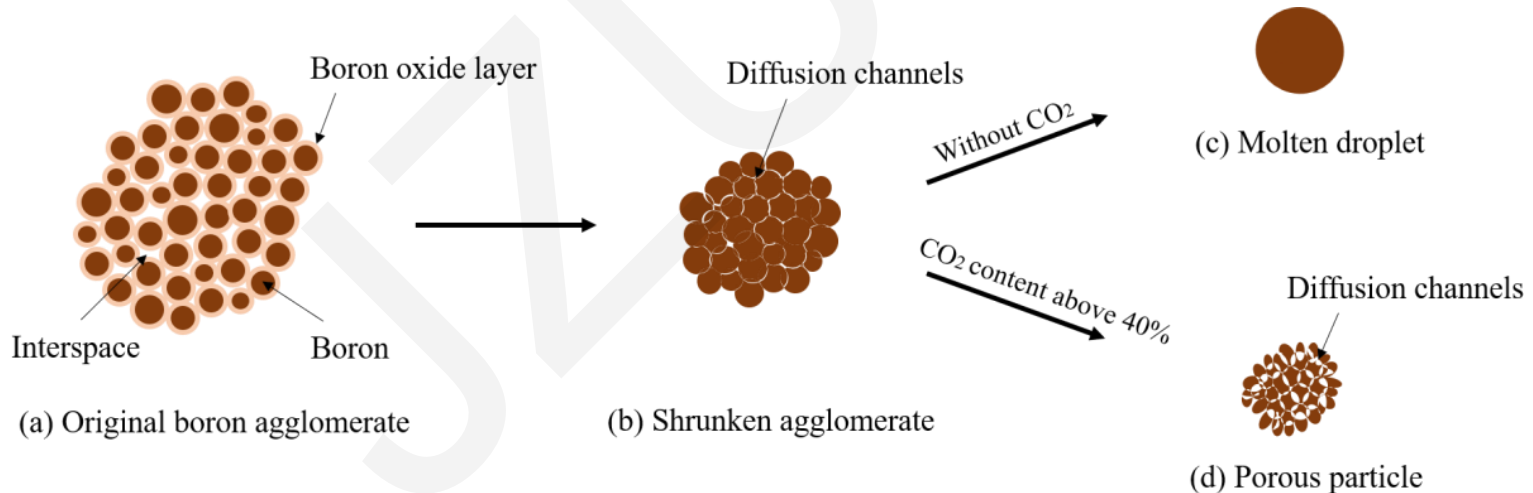 Boron oxide layer
Interspace
Boron
(a) Original boron agglomerate
Diffusion channels
(b) Shrunken agglomerate
Without CO₂
(c) Molten droplet
CO₂ content above 40%
Diffusion channels
(d) Porous particle